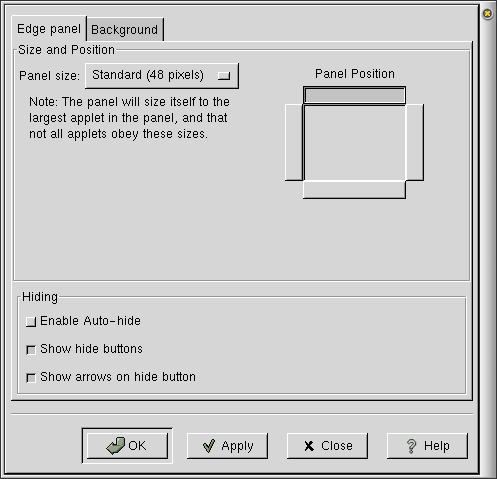 Edge panel
Background
Size and Position
Panel size:
Standard (48 pixels)
Panel Position
Note: The panel will size itself to the
largest applet in the panel, and that
not all applets obey these sizes.
Hiding
Enable Auto-hide
Show hide buttons
Show arrows on hide button
OK
Apply
Close
Help